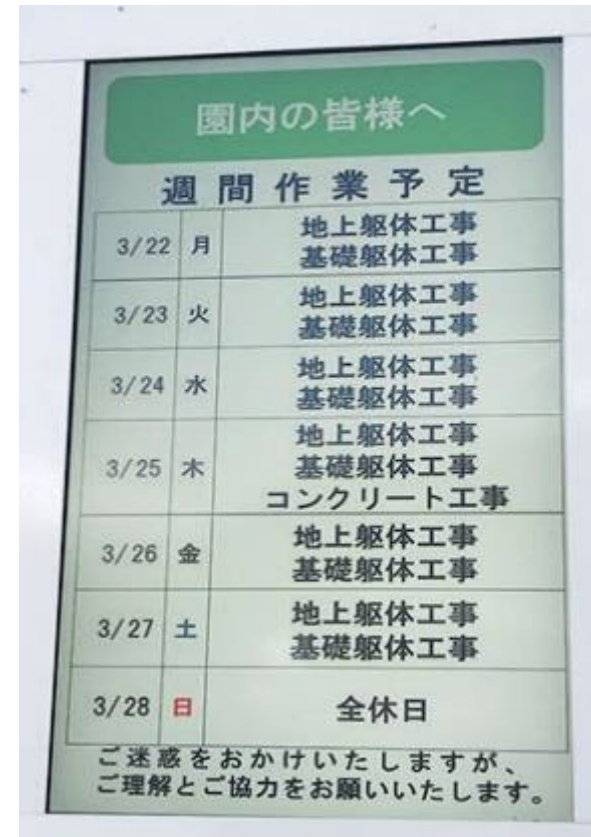 園内の皆様へ
週間作業予定
3/22 月 地上躯体工事
基礎躯体工事
3/23 火 地上躯体工事
基礎躯体工事
3/24 水 地上躯体工事
基礎躯体工事
3/25 木 地上躯体工事
基礎躯体工事
コンクリート工事
3/26 金 地上躯体工事
基礎躯体工事
3/27 土 地上躯体工事
基礎躯体工事
3/28 日 全休日
ご迷惑をおかけいたしますが、
ご理解とご協力をお願いいたします。